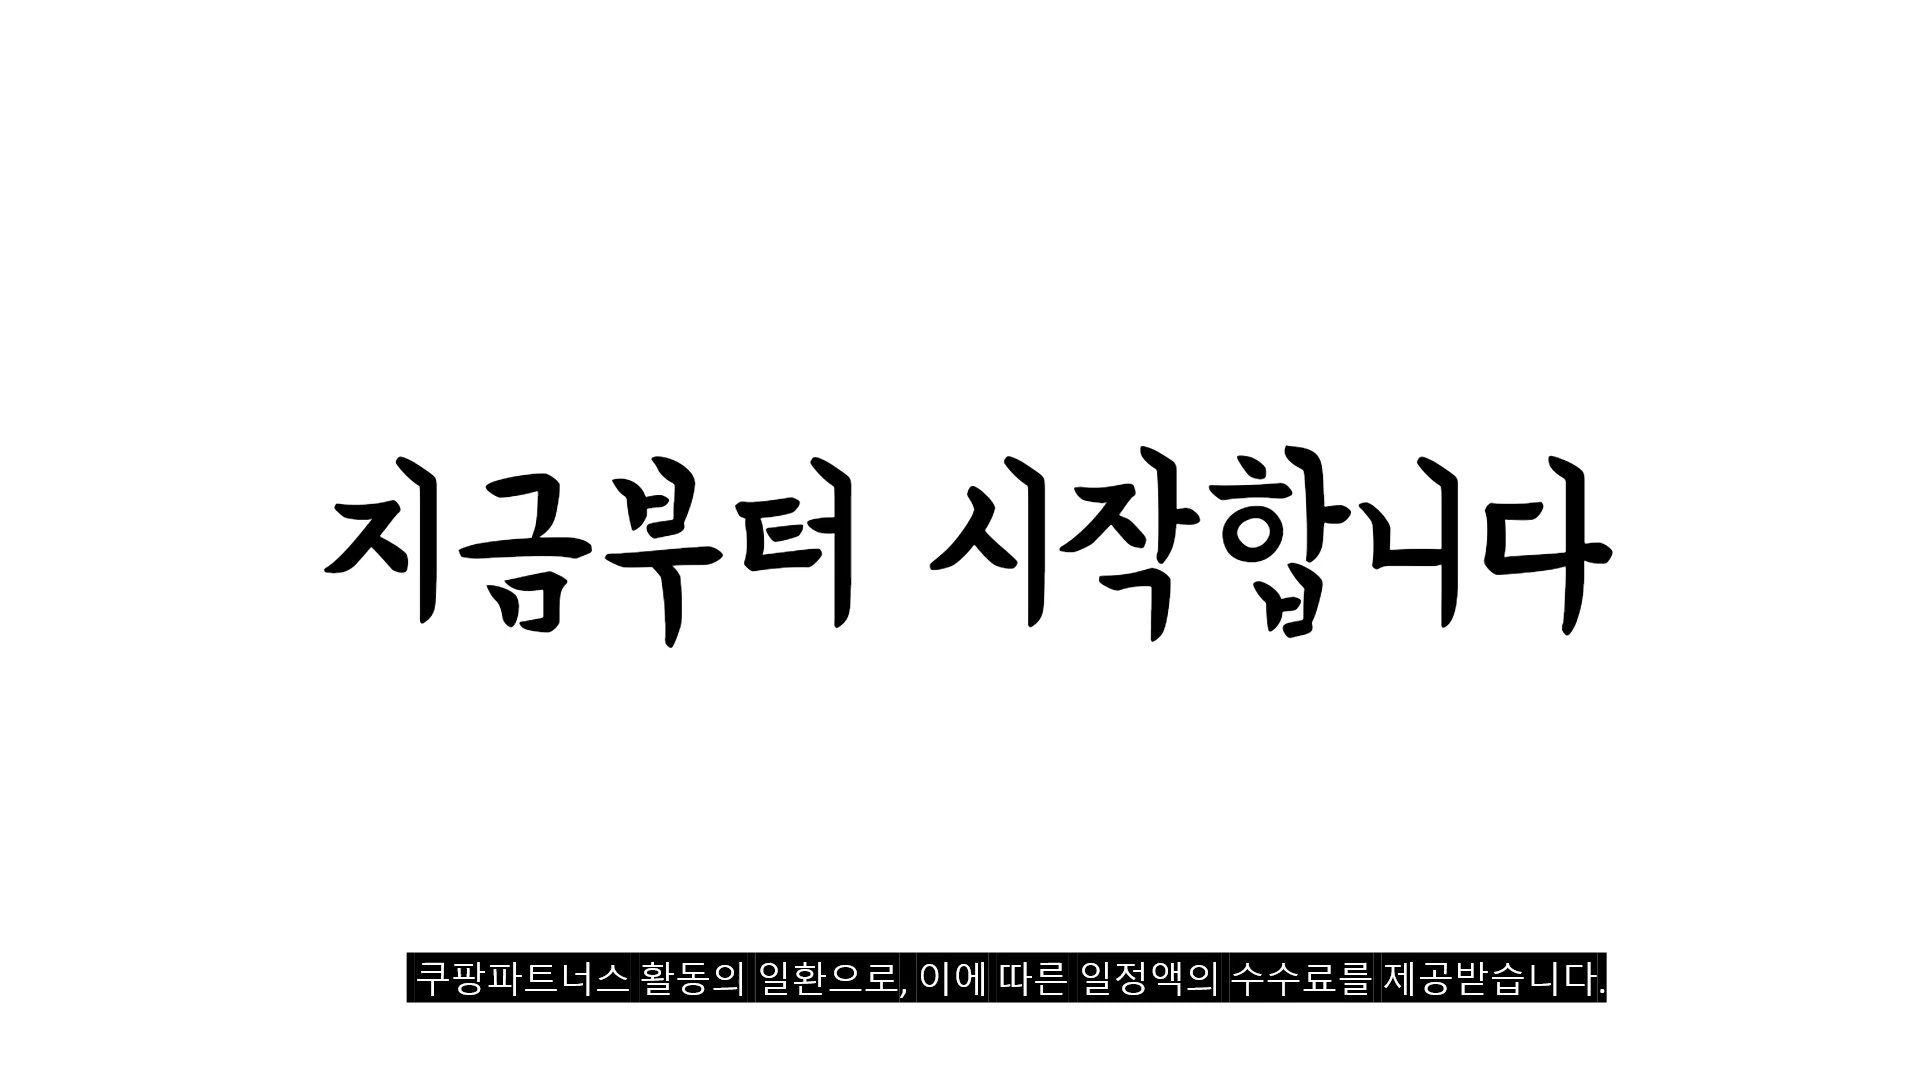 지금부터 시작합니다
쿠팡파트너스 활동의 일환으로, 이에 따른 일정액의 수수료를 제공받습니다.